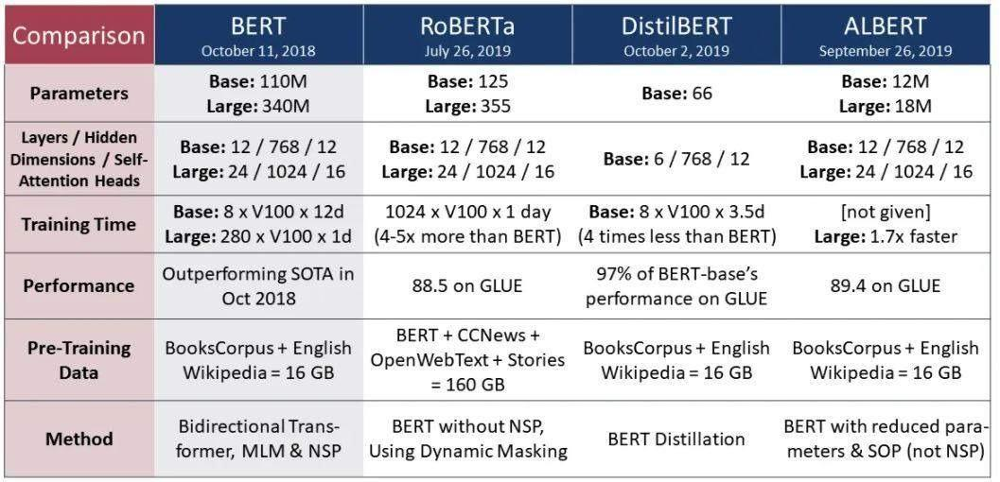 Comparison
BERT
October 11, 2018
RoBERTa
July 26, 2019
DistilBERT
October 2, 2019
ALBERT
September 26, 2019
Parameters
Base: 110M
Large: 340M
Base: 125
Large: 355
Base: 66
Base: 12M
Large: 18M
Layers / Hidden
Dimensions / Self-
Attention Heads
Base: 12 / 768 / 12
Large: 24 / 1024 / 16
Base: 12 / 768 / 12
Large: 24 / 1024 / 16
Base: 6 / 768 / 12
Base: 12 / 768 / 12
Large: 24 / 1024 / 16
Training Time
Base: 8 x V100 x 12d
Large: 280 x V100 x 1d
1024 x V100 x 1 day
(4-5x more than BERT)
Base: 8 x V100 x 3.5d
(4 times less than BERT)
[not given]
Large: 1.7x faster
Performance
Outperforming SOTA in
Oct 2018
88.5 on GLUE
97% of BERT-base's
performance on GLUE
89.4 on GLUE
Pre-Training
Data
BooksCorpus + English
Wikipedia = 16 GB
BERT + CCNews +
OpenWebText + Stories
= 160 GB
BooksCorpus + English
Wikipedia = 16 GB
BooksCorpus + English
Wikipedia = 16 GB
Method
Bidirectional Trans-
former, MLM & NSP
BERT without NSP,
Using Dynamic Masking
BERT Distillation
BERT with reduced para-
meters & SOP (not NSP)